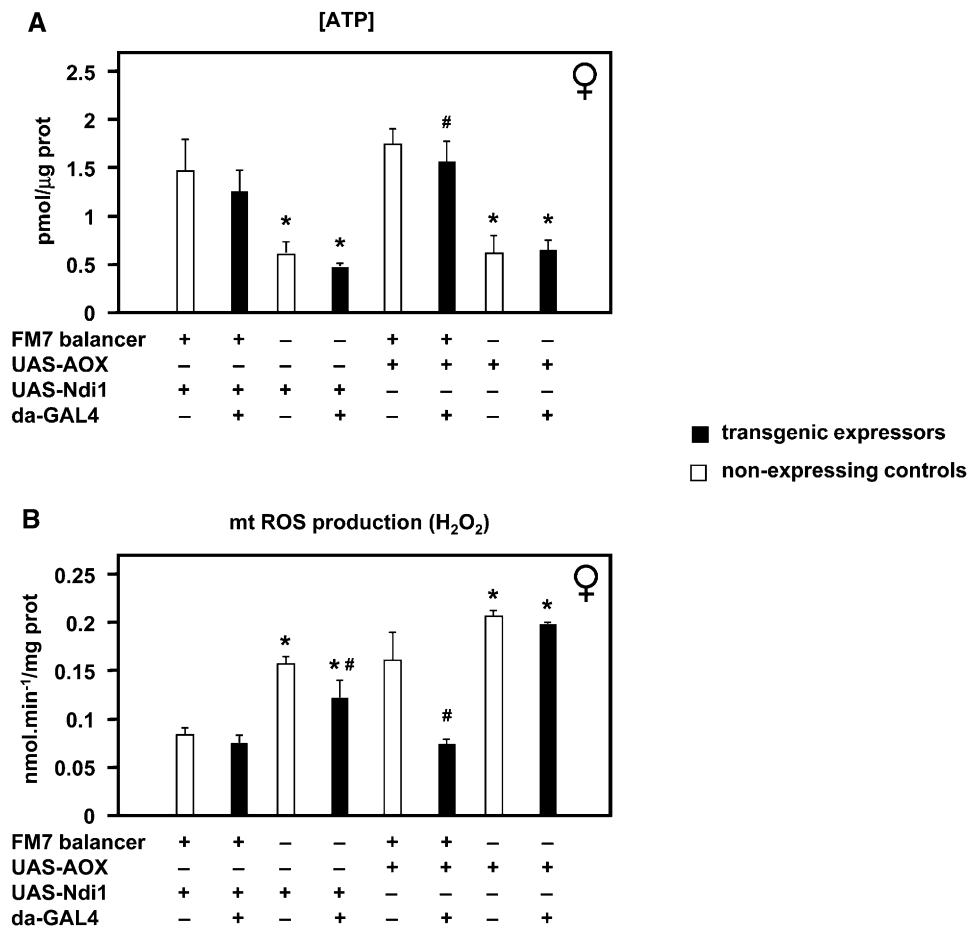 A
[ATP]
2.5
2
1.5
1
0.5
0
pmol/µg prot
♀
* * # * *
FM7 balancer + + – – + + – –
UAS-AOX – – – – + + + +
UAS-Ndi1 + + + + – – – –
da-GAL4 – + – + – + – +
transgenic expressors
non-expressing controls
B
mt ROS production (H₂O₂)
0.25
0.2
0.15
0.1
0.05
0
nmol.min⁻¹/mg prot
♀
* * # # * *
FM7 balancer + + – – + + – –
UAS-AOX – – – – + + + +
UAS-Ndi1 + + + + – – – –
da-GAL4 – + – + – + – +